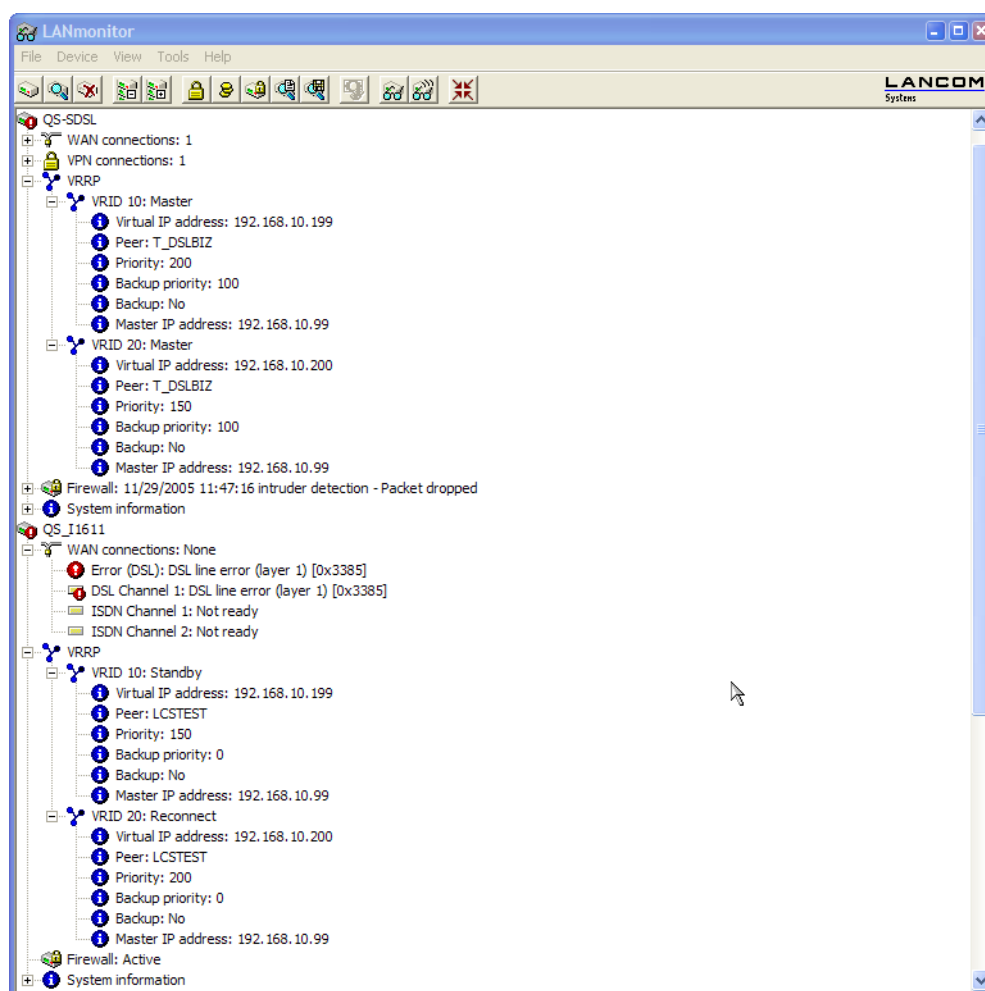 LANmonitor
File Device View Tools Help
LANCOM
Systems
QS-SDSL
WAN connections: 1
VPN connections: 1
VRRP
VRID 10: Master
Virtual IP address: 192.168.10.199
Peer: T_DSLBIZ
Priority: 200
Backup priority: 100
Backup: No
Master IP address: 192.168.10.99
VRID 20: Master
Virtual IP address: 192.168.10.200
Peer: T_DSLBIZ
Priority: 150
Backup priority: 100
Backup: No
Master IP address: 192.168.10.99
Firewall: 11/29/2005 11:47:16 intruder detection - Packet dropped
System information
QS_I1611
WAN connections: None
Error (DSL): DSL line error (layer 1) [0x3385]
DSL Channel 1: DSL line error (layer 1) [0x3385]
ISDN Channel 1: Not ready
ISDN Channel 2: Not ready
VRRP
VRID 10: Standby
Virtual IP address: 192.168.10.199
Peer: LCSTEST
Priority: 150
Backup priority: 0
Backup: No
Master IP address: 192.168.10.99
VRID 20: Reconnect
Virtual IP address: 192.168.10.200
Peer: LCSTEST
Priority: 200
Backup priority: 0
Backup: No
Master IP address: 192.168.10.99
Firewall: Active
System information